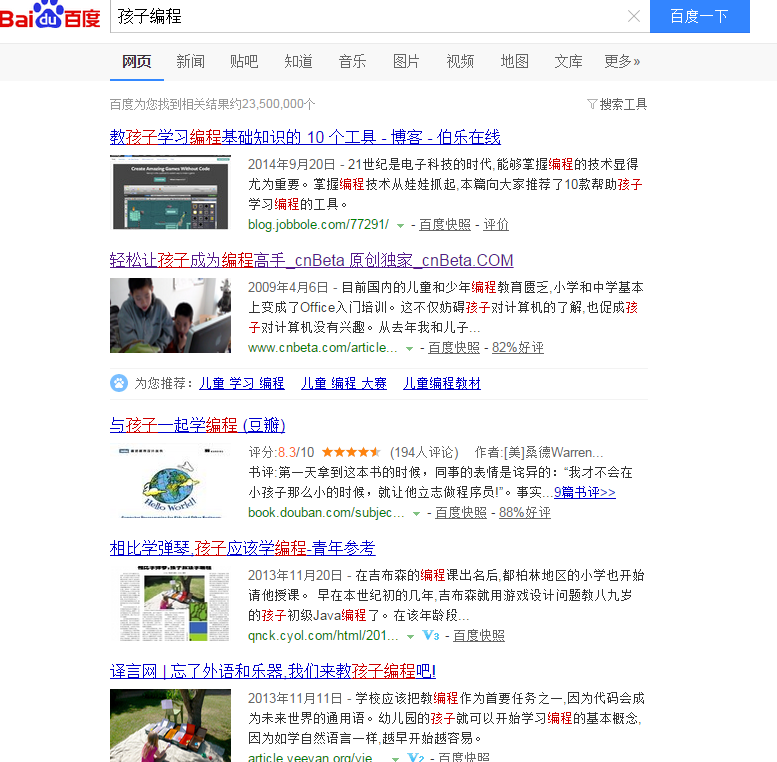 Bai du 百度
孩子编程
百度一下
网页 新闻 贴吧 知道 音乐 图片 视频 地图 文库 更多»
百度为您找到相关结果约23,500,000个
搜索工具
教孩子学习编程基础知识的 10 个工具 - 博客 - 伯乐在线
Create Amazing Games Without Code
2014年9月20日 - 21世纪是电子科技的时代,能够掌握编程的技术显得
尤为重要。掌握编程技术从娃娃抓起,本篇向大家推荐了10款帮助孩子
学习编程的工具。
blog.jobbole.com/77291/ - 百度快照 - 评价
轻松让孩子成为编程高手_cnBeta 原创独家_cnBeta.COM
2009年4月6日 - 目前国内的儿童和少年编程教育匮乏,小学和中学基本
上变成了Office入门培训。这不仅妨碍孩子对计算机的了解,也促成孩
子对计算机没有兴趣。从去年我和儿子...
www.cnbeta.com/article... - 百度快照 - 82%好评
为您推荐：儿童 学习 编程 儿童 编程 大赛 儿童编程教材
与孩子一起学编程 (豆瓣)
Hello World!
评分:8.3/10 (194人评论) 作者:[美]桑德Warren...
书评:第一天拿到这本书的时候，同事的表情是诧异的：“我才不会在
小孩子那么小的时候，就让他立志做程序员!”。事实...9篇书评>>
book.douban.com/subjec... - 百度快照 - 88%好评
相比学弹琴,孩子应该学编程-青年参考
相比学弹琴,孩子应该学编程
2013年11月20日 - 在吉布森的编程课出名后,都柏林地区的小学也开始
请他授课。 早在本世纪初的几年,吉布森就用游戏设计问题教八九岁
的孩子初级Java编程了。在该年龄段...
qnck.cyol.com/html/201... V3 - 百度快照
译言网 | 忘了外语和乐器,我们来教孩子编程吧!
2013年11月11日 - 学校应该把教编程作为首要任务之一,因为代码会成
为未来世界的通用语。幼儿园的孩子就可以开始学习编程的基本概念,
因为如学自然语言一样,越早开始越容易。
article.yeeyan.org/vie... V2 - 百度快照